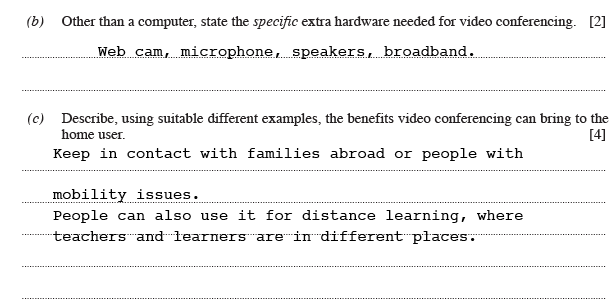 (b) Other than a computer, state the specific extra hardware needed for video conferencing. [2]
Web cam, microphone, speakers, broadband.
(c) Describe, using suitable different examples, the benefits video conferencing can bring to the
home user. [4]
Keep in contact with families abroad or people with
mobility issues.
People can also use it for distance learning, where
teachers and learners are in different places.